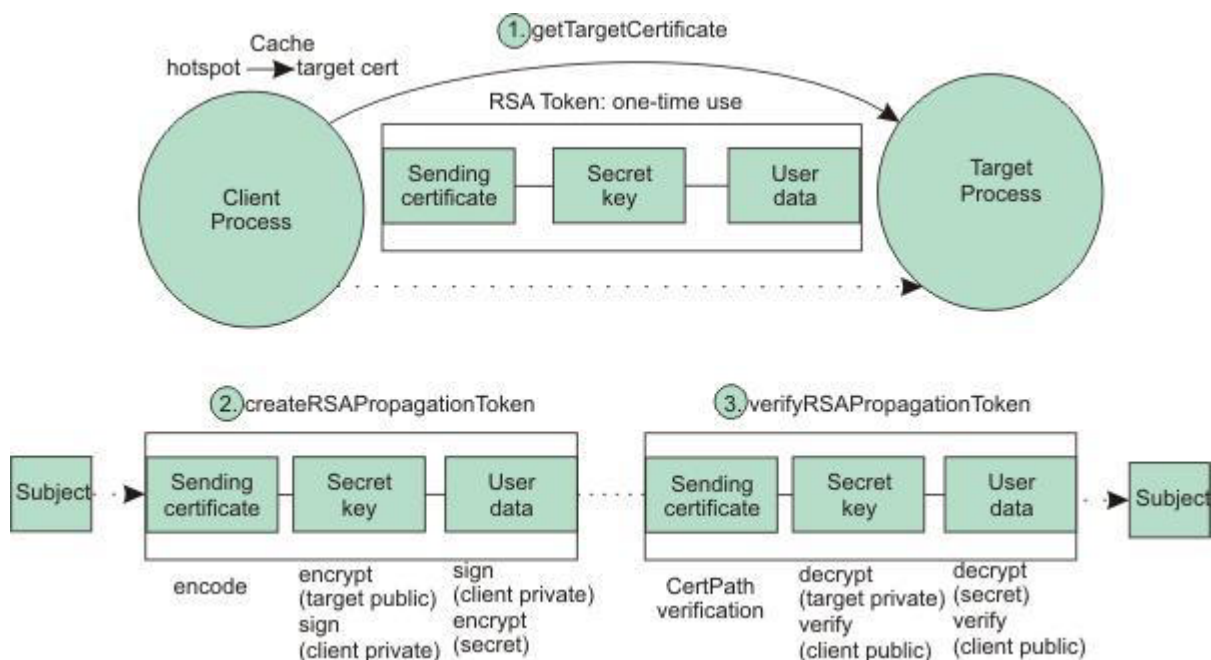 1. getTargetCertificate
Cache
hotspot target cert
RSA Token: one-time use
Client
Process
Sending
certificate
Secret
key
User
data
Target
Process
2. createRSAPropagationToken
Subject
Sending
certificate
Secret
key
User
data
encode
encrypt
(target public)
sign
(client private)
sign
(client private)
encrypt
(secret)
3. verifyRSAPropagationToken
Sending
certificate
Secret
key
User
data
Subject
CertPath
verification
decrypt
(target private)
verify
(client public)
decrypt
(secret)
verify
(client public)